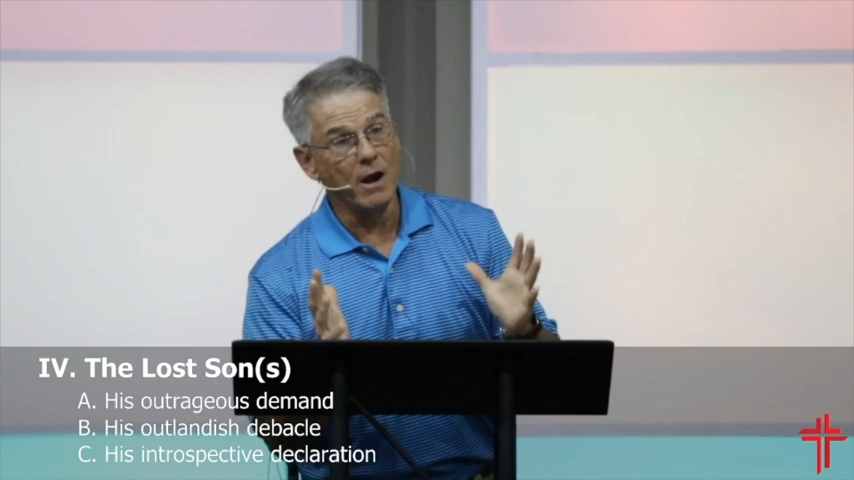 IV. The Lost Son(s)
A. His outrageous demand
B. His outlandish debacle
C. His introspective declaration